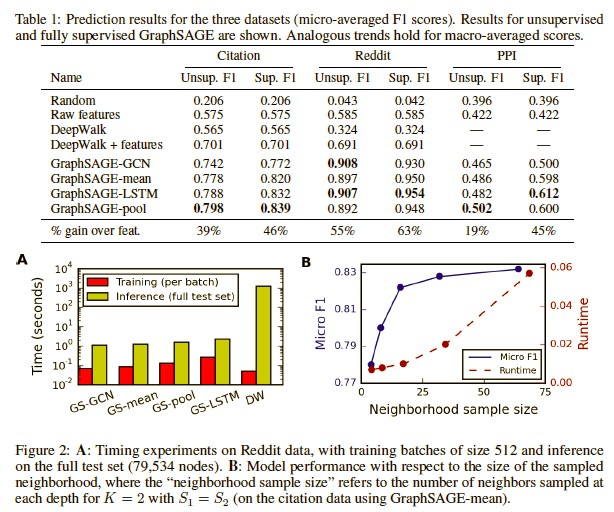 Table 1: Prediction results for the three datasets (micro-averaged F1 scores). Results for unsupervised
and fully supervised GraphSAGE are shown. Analogous trends hold for macro-averaged scores.
Citation Reddit PPI
Name Unsup. F1 Sup. F1 Unsup. F1 Sup. F1 Unsup. F1 Sup. F1
Random 0.206 0.206 0.043 0.042 0.396 0.396
Raw features 0.575 0.575 0.585 0.585 0.422 0.422
DeepWalk 0.565 0.565 0.324 0.324 — —
DeepWalk + features 0.701 0.701 0.691 0.691 — —
GraphSAGE-GCN 0.742 0.772 0.908 0.930 0.465 0.500
GraphSAGE-mean 0.778 0.820 0.897 0.950 0.486 0.598
GraphSAGE-LSTM 0.788 0.832 0.907 0.954 0.482 0.612
GraphSAGE-pool 0.798 0.839 0.892 0.948 0.502 0.600
% gain over feat. 39% 46% 55% 63% 19% 45%
A
Time (seconds)
10^4
10^3
10^2
10^1
10^0
10^-1
10^-2
Training (per batch)
Inference (full test set)
GS-GCN GS-mean GS-pool GS-LSTM DW
B
Micro F1
0.83
0.81
0.79
0.77
0 25 50 75
Neighborhood sample size
Micro F1
Runtime
0.06
0.04
0.02
0.00
Runtime
Figure 2: A: Timing experiments on Reddit data, with training batches of size 512 and inference
on the full test set (79,534 nodes). B: Model performance with respect to the size of the sampled
neighborhood, where the “neighborhood sample size” refers to the number of neighbors sampled at
each depth for K = 2 with S₁ = S₂ (on the citation data using GraphSAGE-mean).